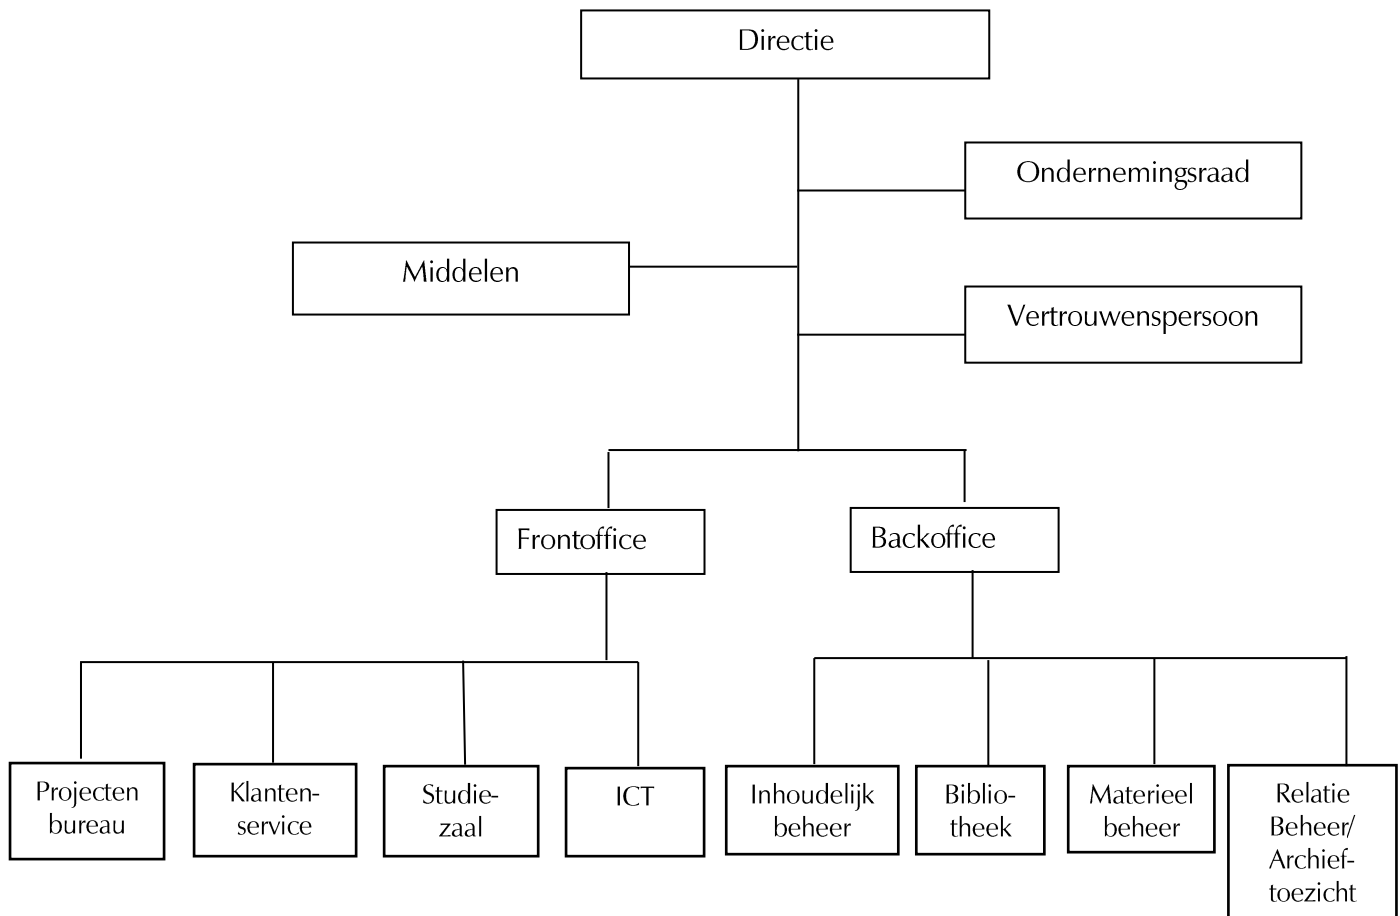 Directie
Ondernemingsraad
Middelen
Vertrouwenspersoon
Frontoffice
Backoffice
Projecten
bureau
Klanten-
service
Studie-
zaal
ICT
Inhoudelijk
beheer
Biblio-
theek
Materieel
beheer
Relatie
Beheer/
Archief-
toezicht